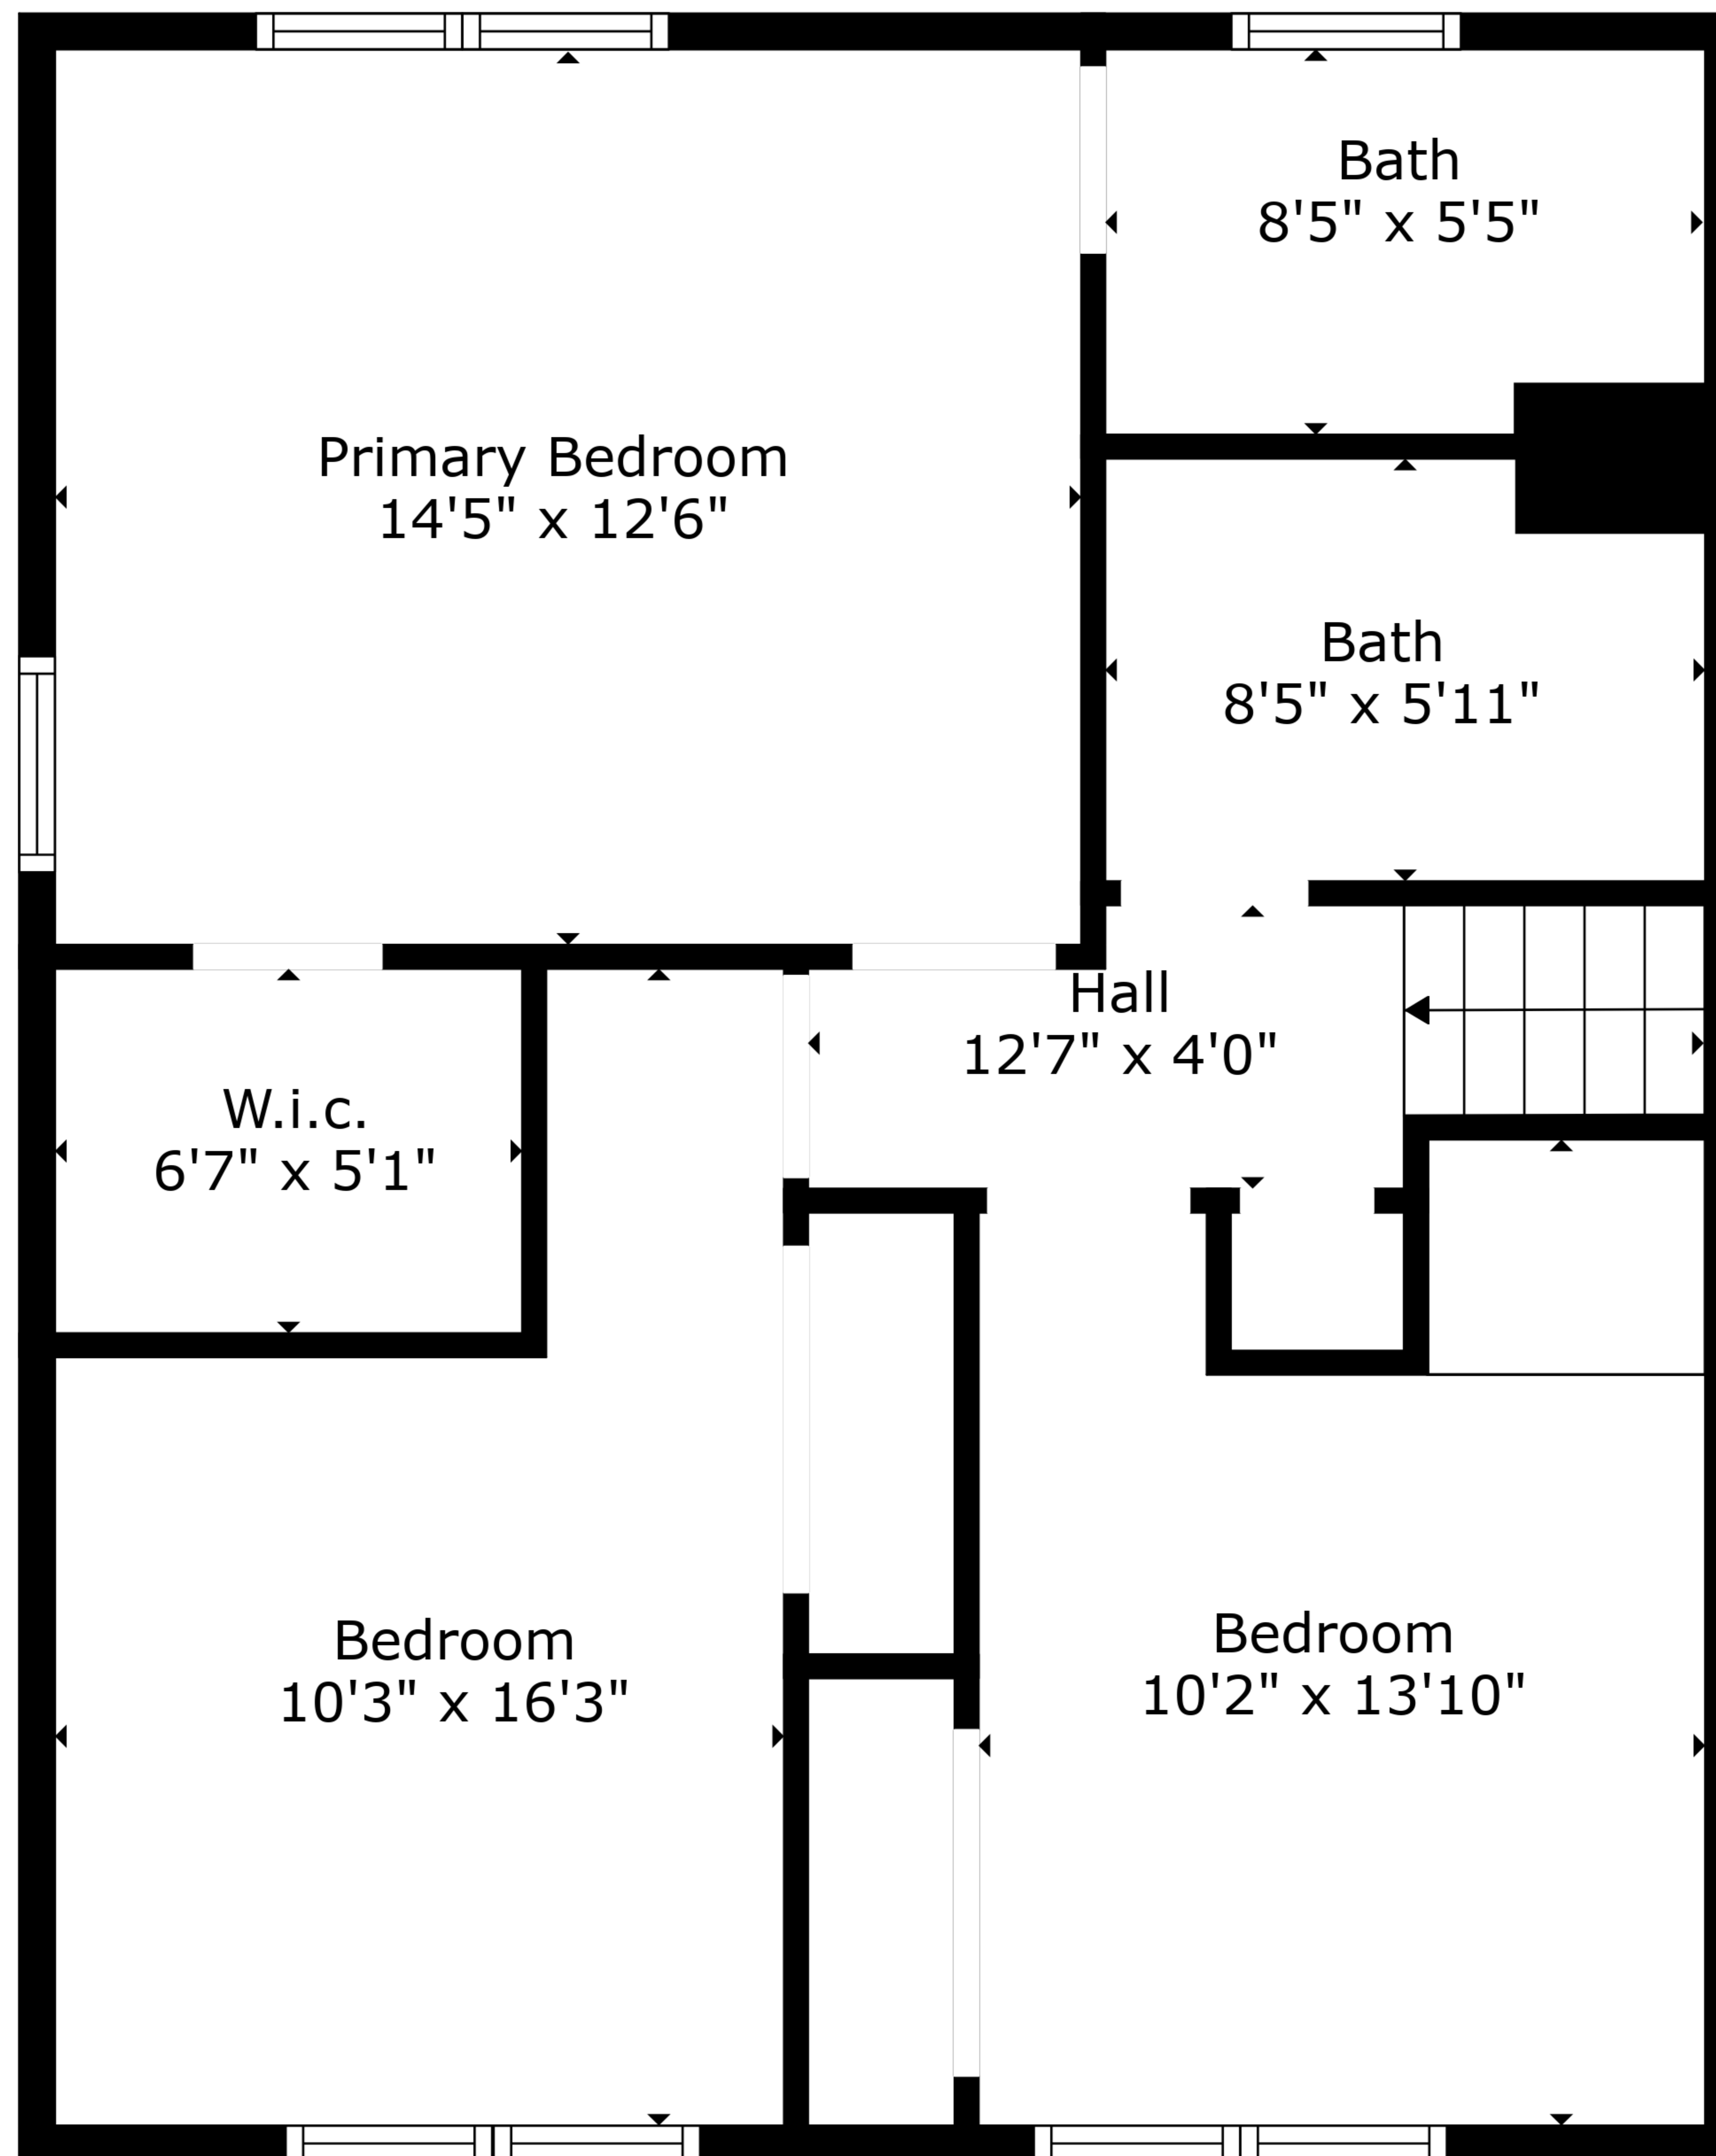 Bath
8'5" x 5'5"
Primary Bedroom
14'5" x 12'6"
Bath
8'5" x 5'11"
Hall
12'7" x 4'0"
W.i.c.
6'7" x 5'1"
Bedroom
10'3" x 16'3"
Bedroom
10'2" x 13'10"